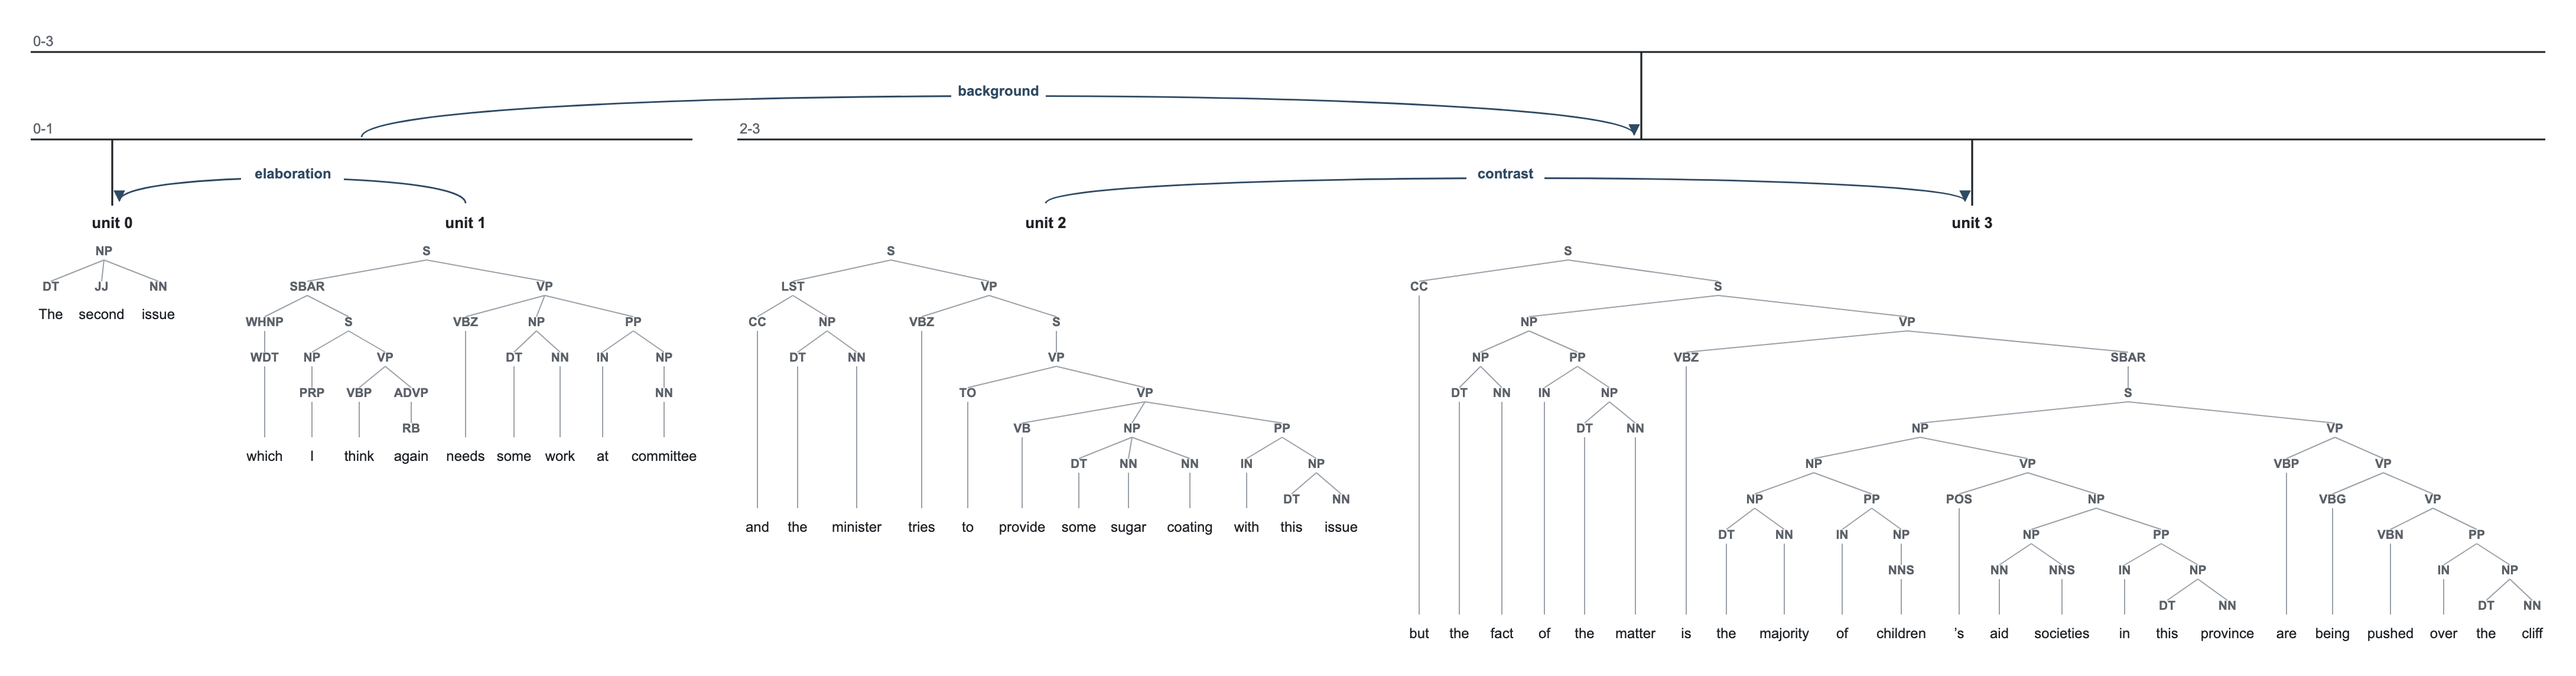 0-3
background
0-1 2-3
elaboration contrast
unit 0 unit 1 unit 2 unit 3
NP S S S
DT JJ NN SBAR VP LST VP CC S
The second issue
WHNP S VBZ NP PP CC NP VBZ S NP VP
WDT NP VP DT NN IN NP DT NN VP NP PP VBZ SBAR
PRP VBP ADVP NN TO VP DT NN IN NP S
RB VB NP PP DT NN NP VP
which I think again needs some work at committee
DT NN NN IN NP NP VP VBP VP
DT NN NP PP POS NP VBG VP
and the minister tries to provide some sugar coating with this issue
DT NN IN NP NP PP VBN PP
NNS NN NNS IN NP IN NP
DT NN DT NN
but the fact of the matter is the majority of children 's aid societies in this province are being pushed over the cliff